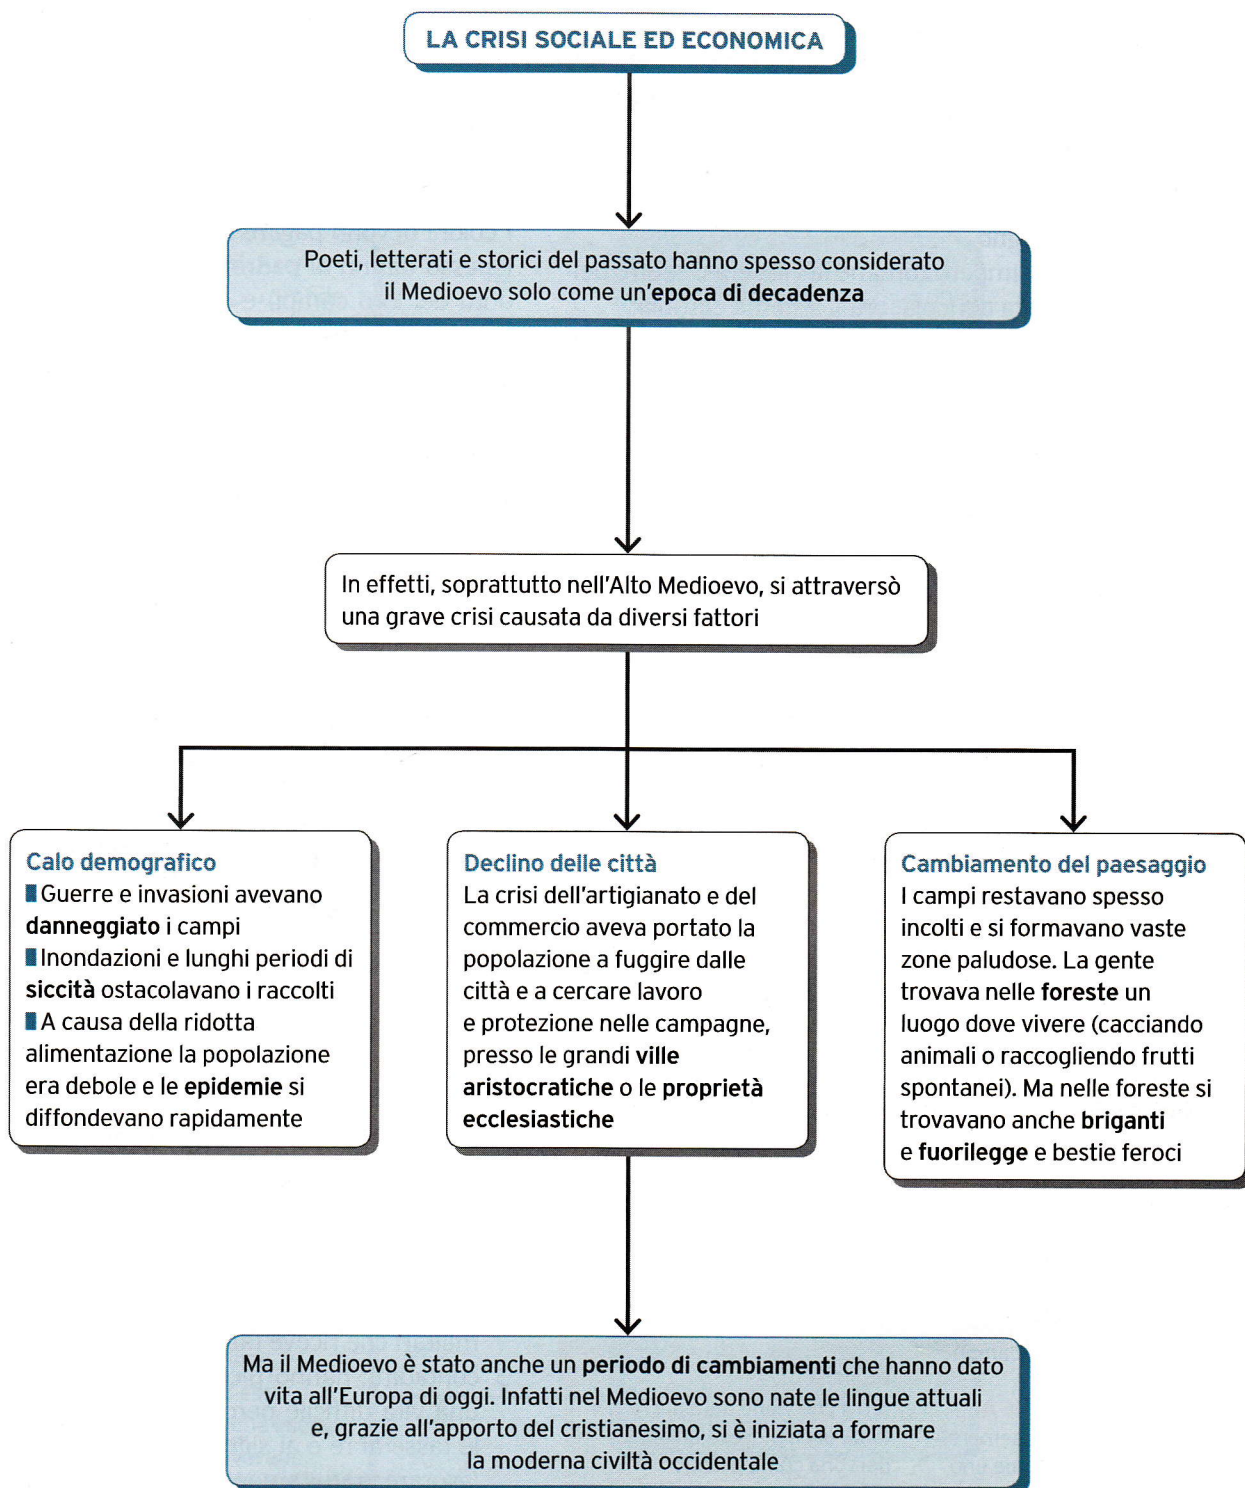 LA CRISI SOCIALE ED ECONOMICA
Poeti, letterati e storici del passato hanno spesso considerato
il Medioevo solo come un'epoca di decadenza
In effetti, soprattutto nell'Alto Medioevo, si attraversò
una grave crisi causata da diversi fattori
Calo demografico
■ Guerre e invasioni avevano
danneggiato i campi
■ Inondazioni e lunghi periodi di
siccità ostacolavano i raccolti
■ A causa della ridotta
alimentazione la popolazione
era debole e le epidemie si
diffondevano rapidamente
Declino delle città
La crisi dell'artigianato e del
commercio aveva portato la
popolazione a fuggire dalle
città e a cercare lavoro
e protezione nelle campagne,
presso le grandi ville
aristocratiche o le proprietà
ecclesiastiche
Cambiamento del paesaggio
I campi restavano spesso
incolti e si formavano vaste
zone paludose. La gente
trovava nelle foreste un
luogo dove vivere (cacciando
animali o raccogliendo frutti
spontanei). Ma nelle foreste si
trovavano anche briganti
e fuorilegge e bestie feroci
Ma il Medioevo è stato anche un periodo di cambiamenti che hanno dato
vita all'Europa di oggi. Infatti nel Medioevo sono nate le lingue attuali
e, grazie all'apporto del cristianesimo, si è iniziata a formare
la moderna civiltà occidentale